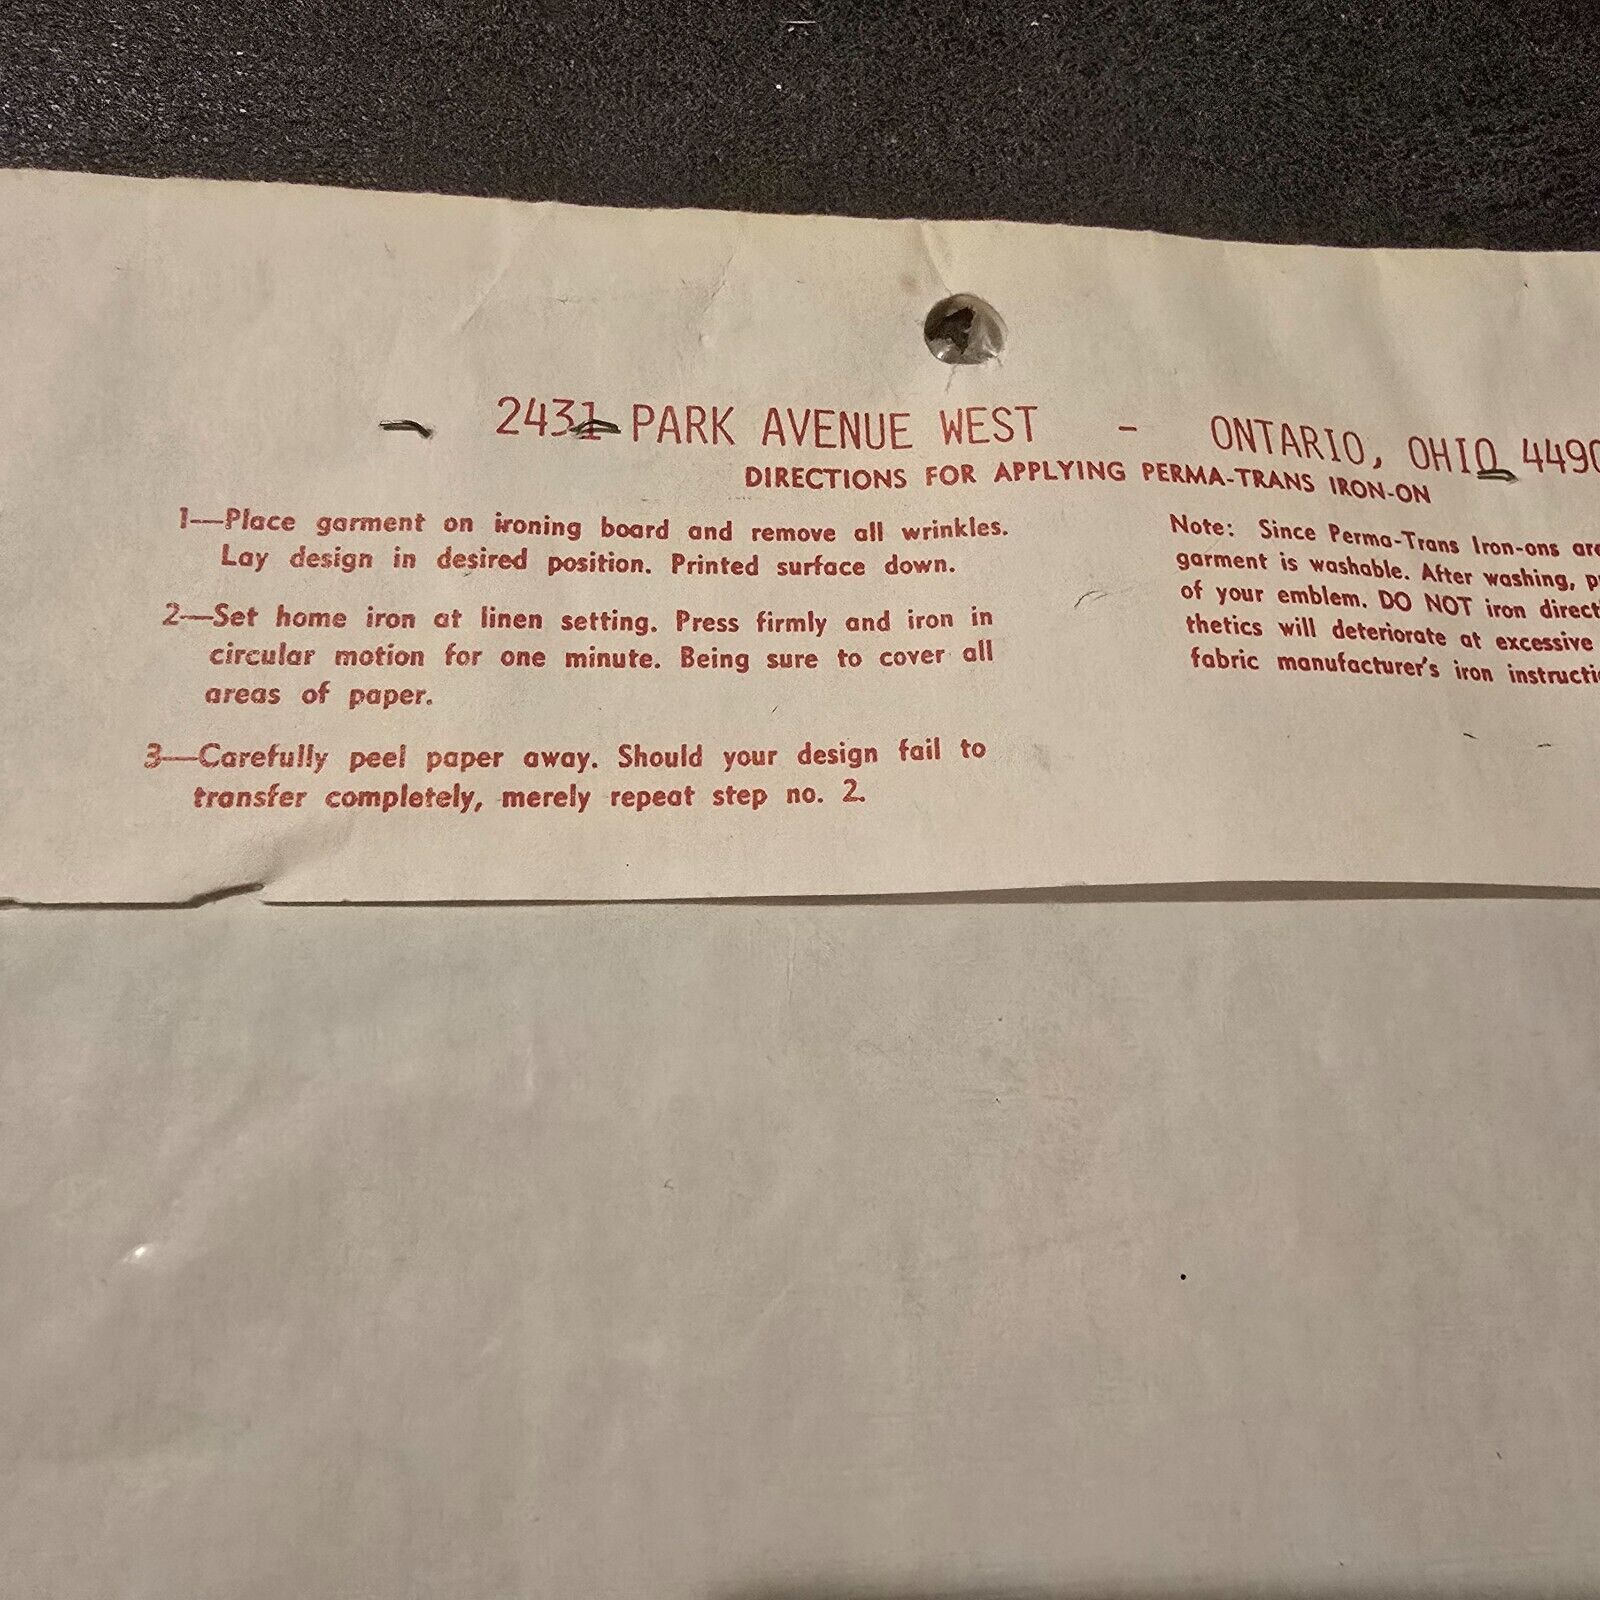 2431 PARK AVENUE WEST - ONTARIO, OHIO 4490
DIRECTIONS FOR APPLYING PERMA-TRANS IRON-ON
1—Place garment on ironing board and remove all wrinkles.
Lay design in desired position. Printed surface down.
2—Set home iron at linen setting. Press firmly and iron in
circular motion for one minute. Being sure to cover all
areas of paper.
3—Carefully peel paper away. Should your design fail to
transfer completely, merely repeat step no. 2.
Note: Since Perma-Trans Iron-ons are
garment is washable. After washing,
of your emblem. DO NOT iron
thetics will deteriorate at excessive
fabric manufacturer's iron